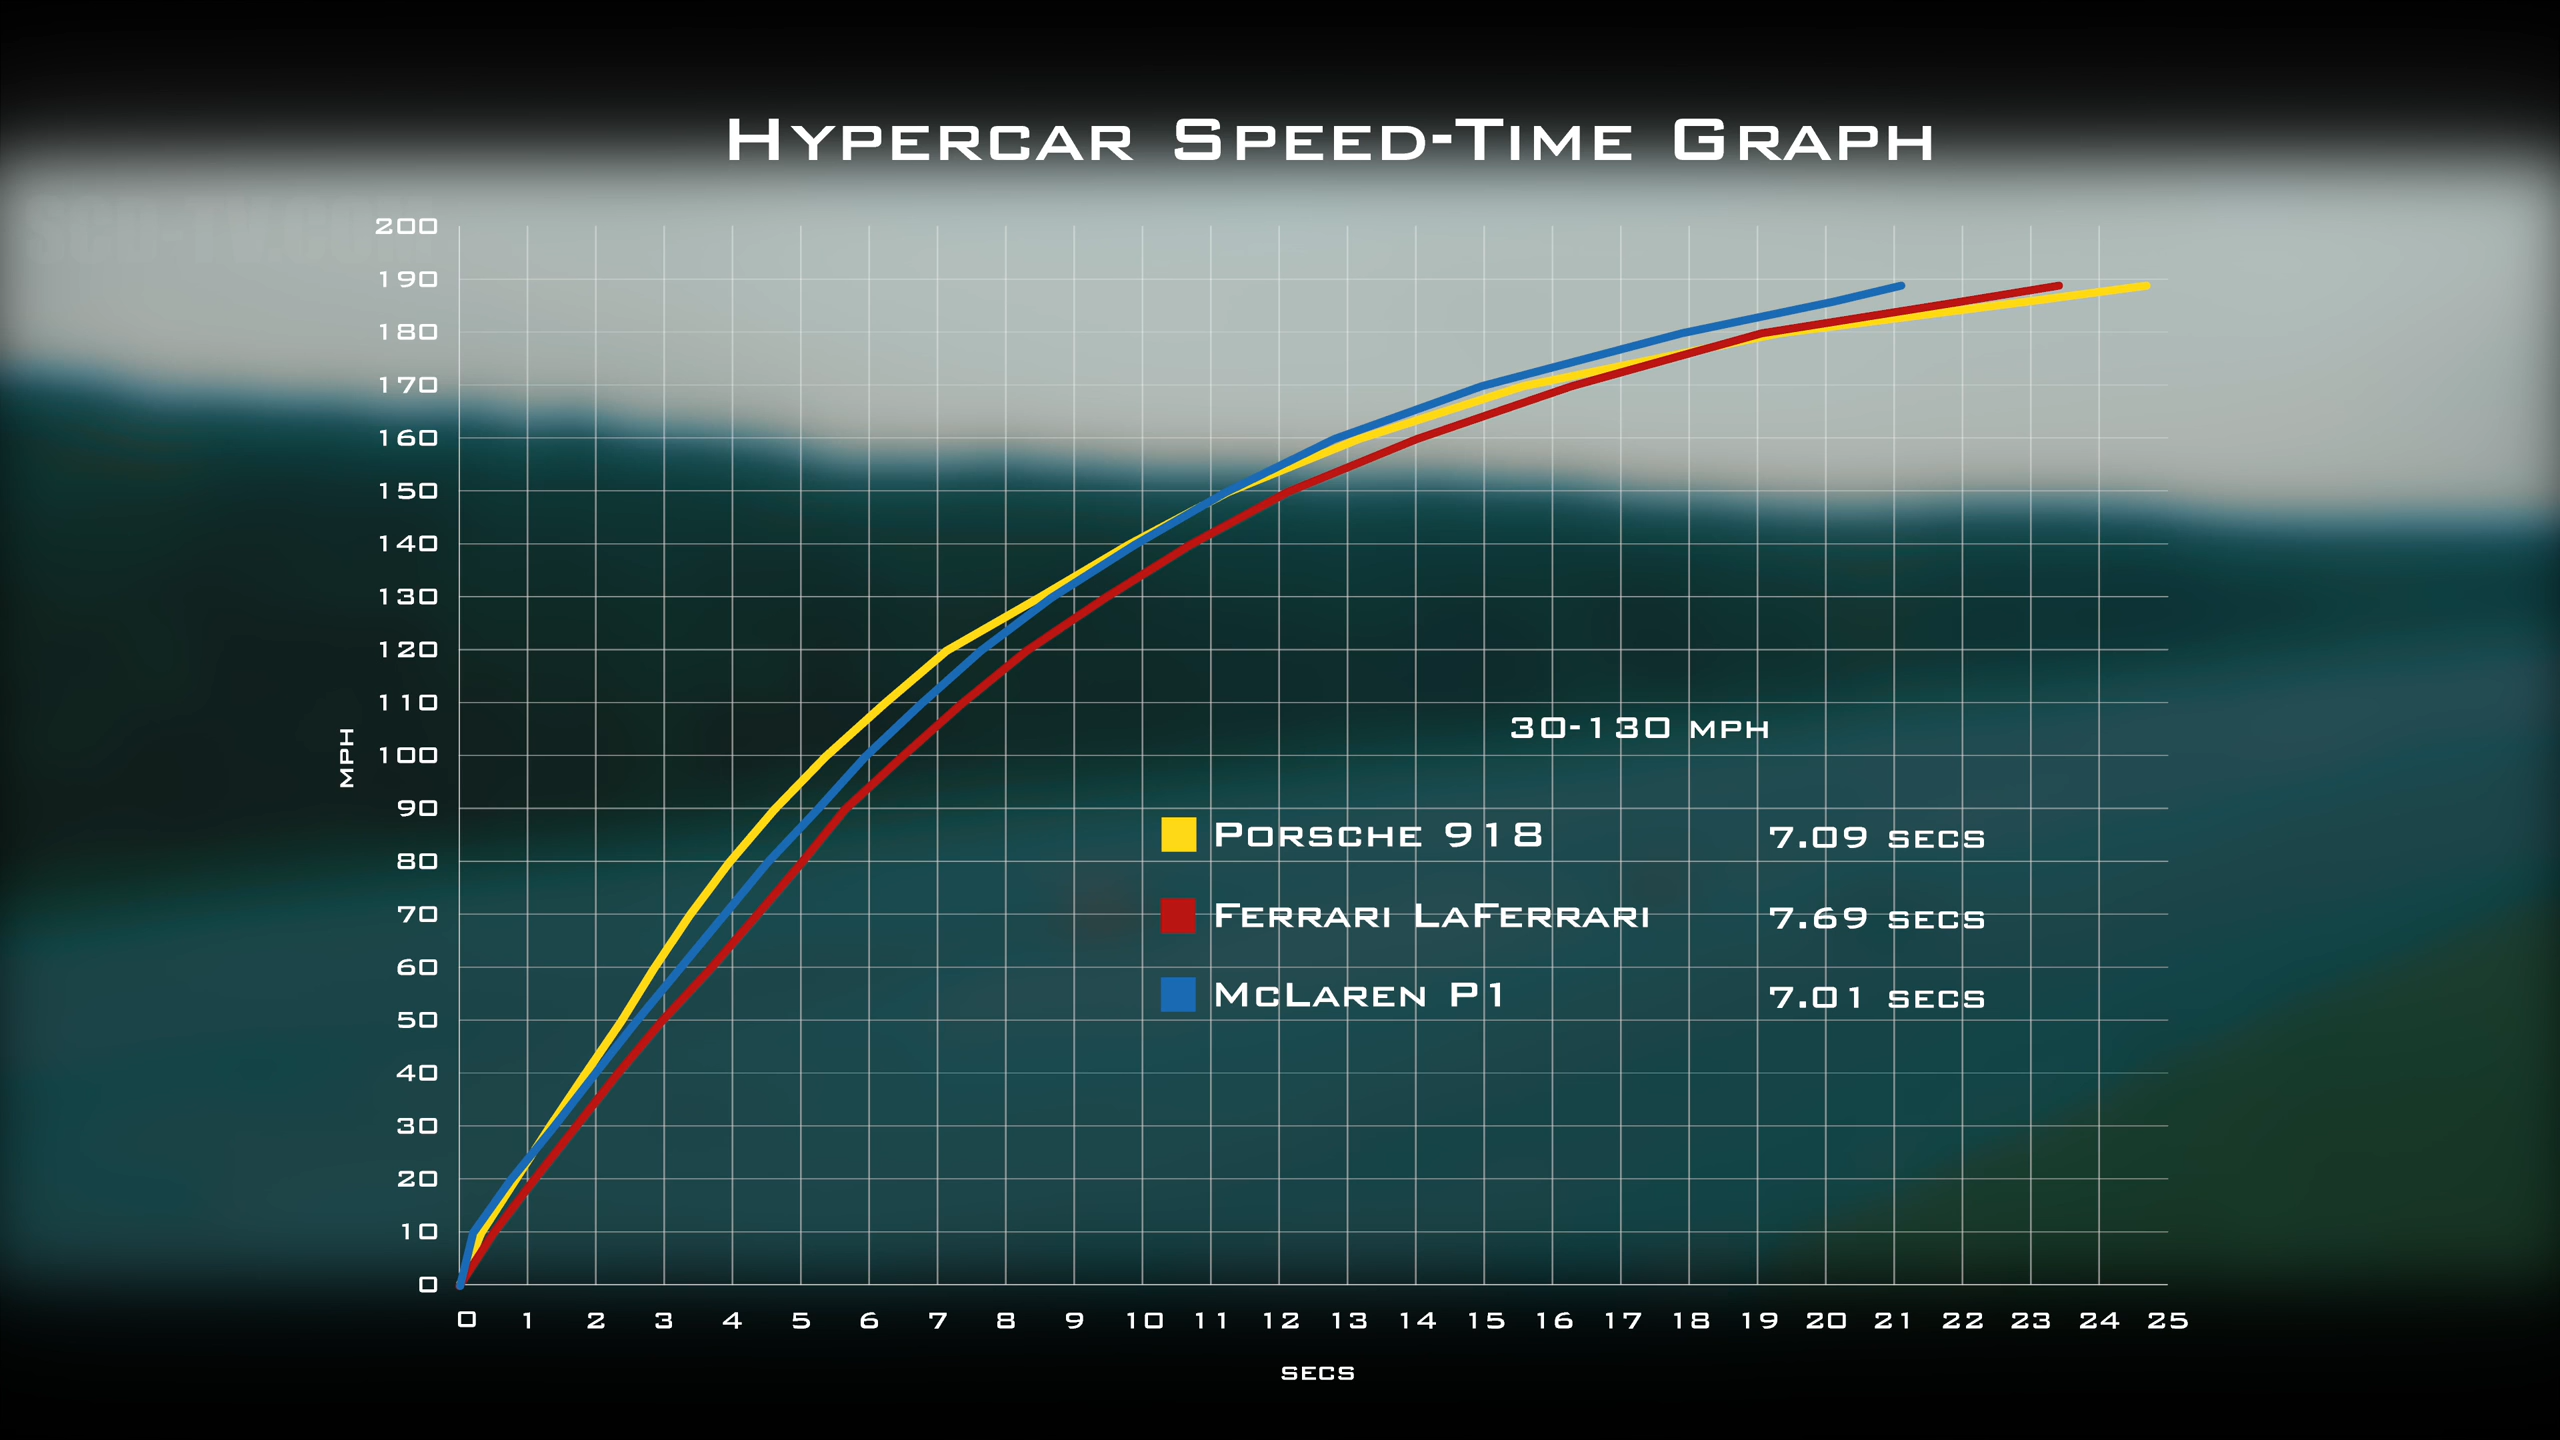 Hypercar Speed-Time Graph
SCD-TV.CO
200
190
180
170
160
150
140
130
120
110
100
90
80
70
60
50
40
30
20
10
0
MPH
30-130 MPH
Porsche 918 7.09 secs
Ferrari LaFerrari 7.69 secs
McLaren P1 7.01 secs
0 1 2 3 4 5 6 7 8 9 10 11 12 13 14 15 16 17 18 19 20 21 22 23 24 25
secs